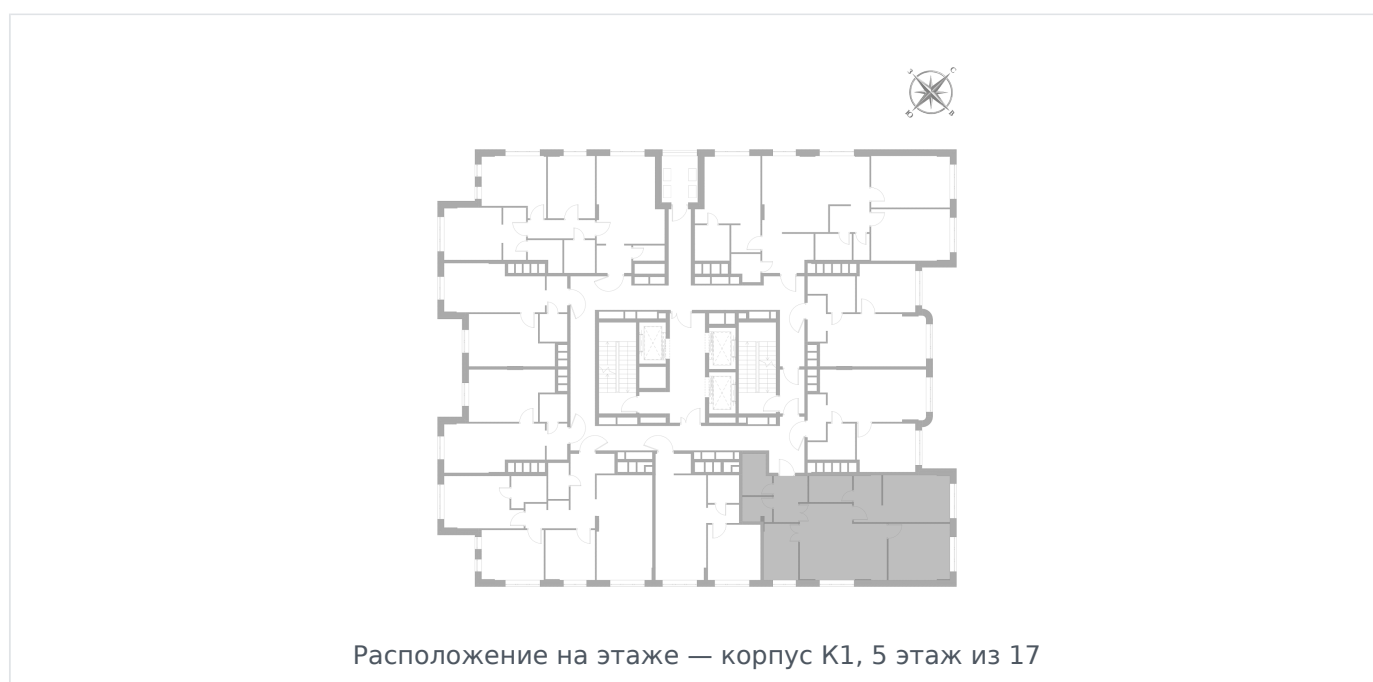 З С
Ю В
Расположение на этаже — корпус К1, 5 этаж из 17